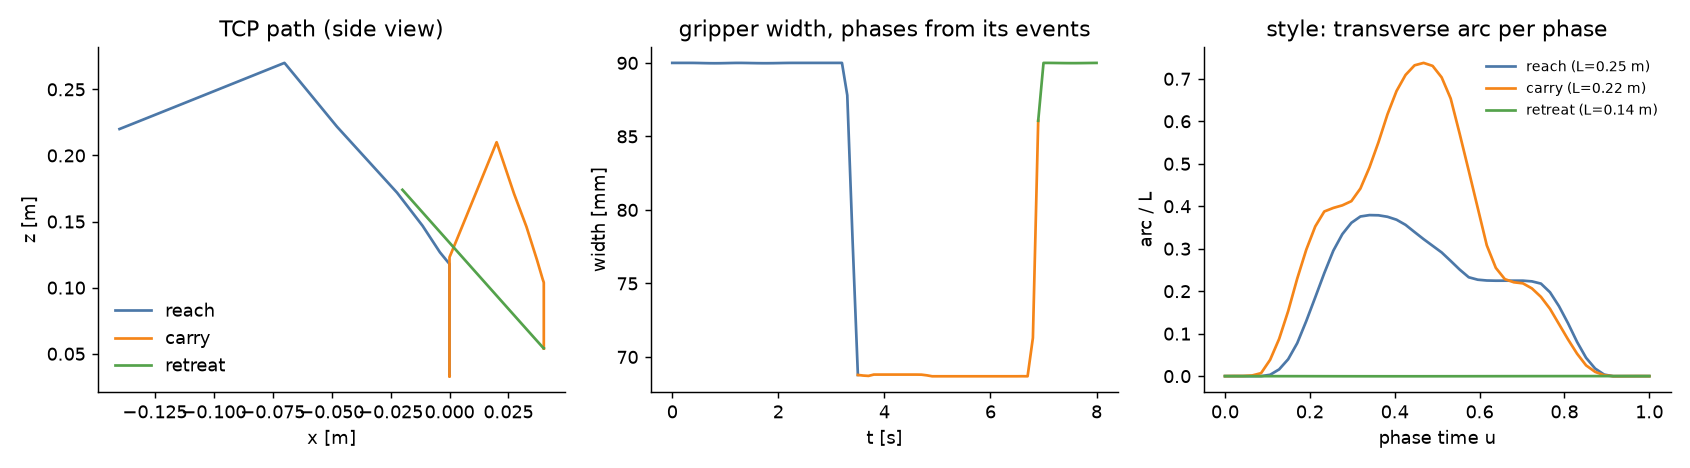 TCP path (side view)
z [m]
0.25
0.20
0.15
0.10
0.05
reach
carry
retreat
−0.125 −0.100 −0.075 −0.050 −0.025 0.000 0.025
x [m]
gripper width, phases from its events
width [mm]
90
85
80
75
70
0 2 4 6 8
t [s]
style: transverse arc per phase
arc / L
0.7
0.6
0.5
0.4
0.3
0.2
0.1
0.0
reach (L=0.25 m)
carry (L=0.22 m)
retreat (L=0.14 m)
0.0 0.2 0.4 0.6 0.8 1.0
phase time u